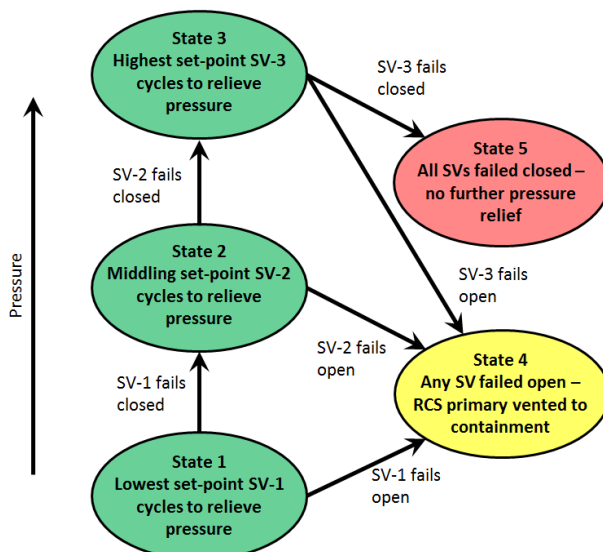 State 3
Highest set-point SV-3
cycles to relieve
pressure
SV-3 fails
closed
State 5
All SVs failed closed –
no further pressure
relief
SV-2 fails
closed
Pressure
State 2
Middling set-point SV-2
cycles to relieve
pressure
SV-3 fails
open
SV-2 fails
open
State 4
Any SV failed open –
RCS primary vented to
containment
SV-1 fails
closed
State 1
Lowest set-point SV-1
cycles to relieve
pressure
SV-1 fails
open